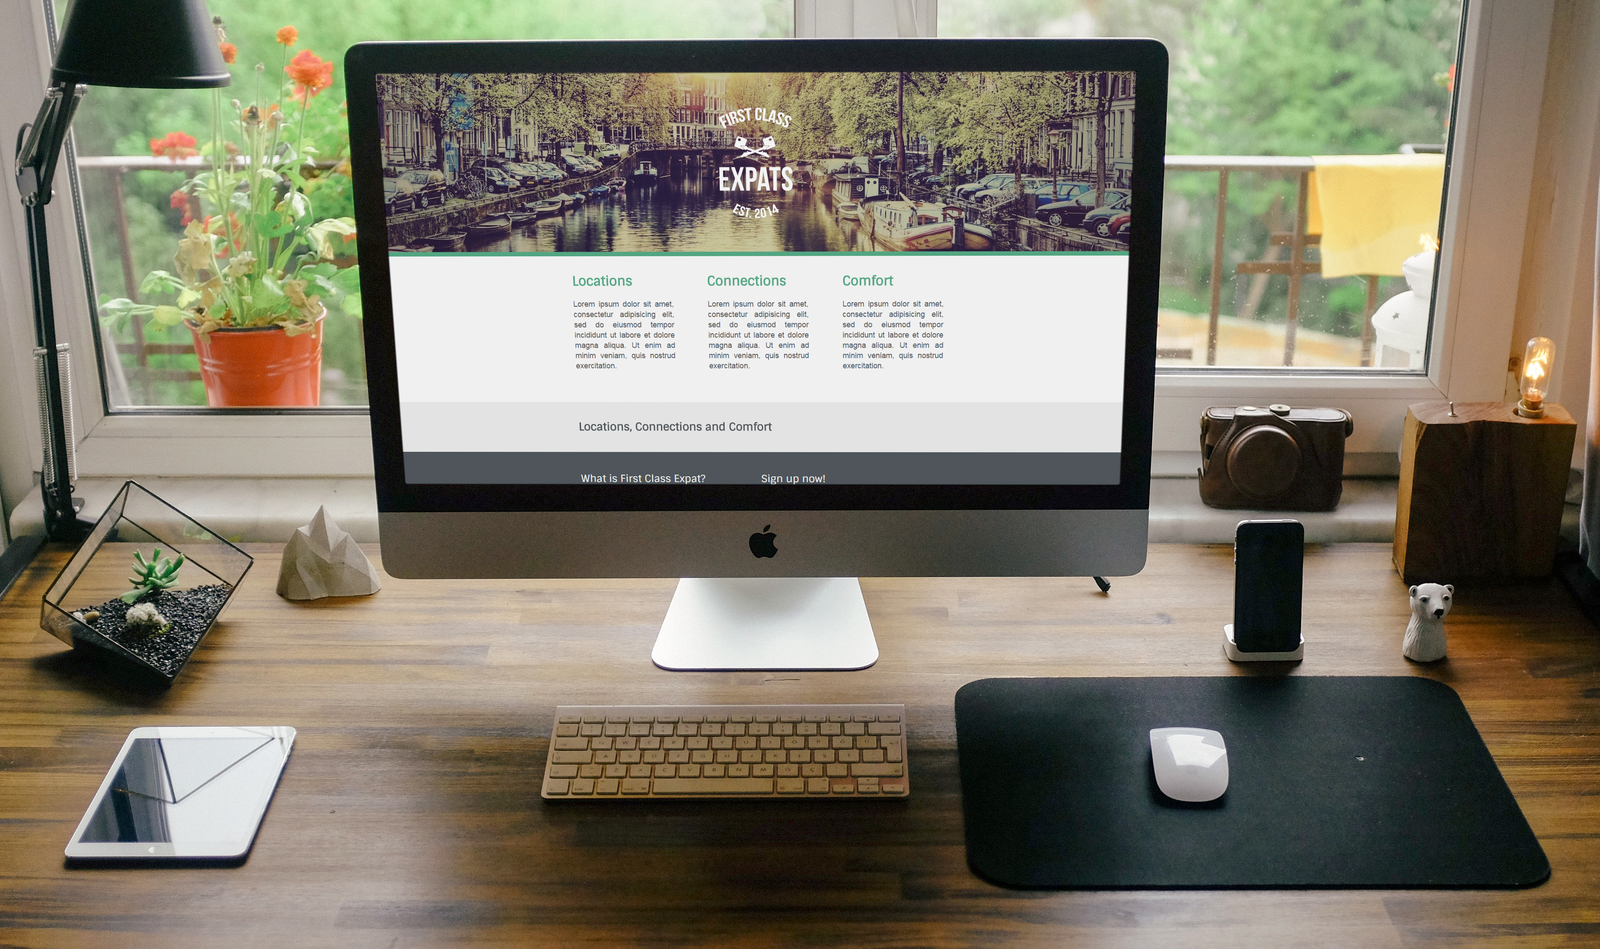 FIRST CLASS
EXPATS
EST. 2014
Locations
Lorem ipsum dolor sit amet,
consectetur adipisicing elit,
sed do eiusmod tempor
incididunt ut labore et dolore
magna aliqua. Ut enim ad
minim veniam, quis nostrud
exercitation.
Connections
Lorem ipsum dolor sit amet,
consectetur adipisicing elit,
sed do eiusmod tempor
incididunt ut labore et dolore
magna aliqua. Ut enim ad
minim veniam, quis nostrud
exercitation.
Comfort
Lorem ipsum dolor sit amet,
consectetur adipisicing elit,
sed do eiusmod tempor
incididunt ut labore et dolore
magna aliqua. Ut enim ad
minim veniam, quis nostrud
exercitation.
Locations, Connections and Comfort
What is First Class Expat?
Sign up now!